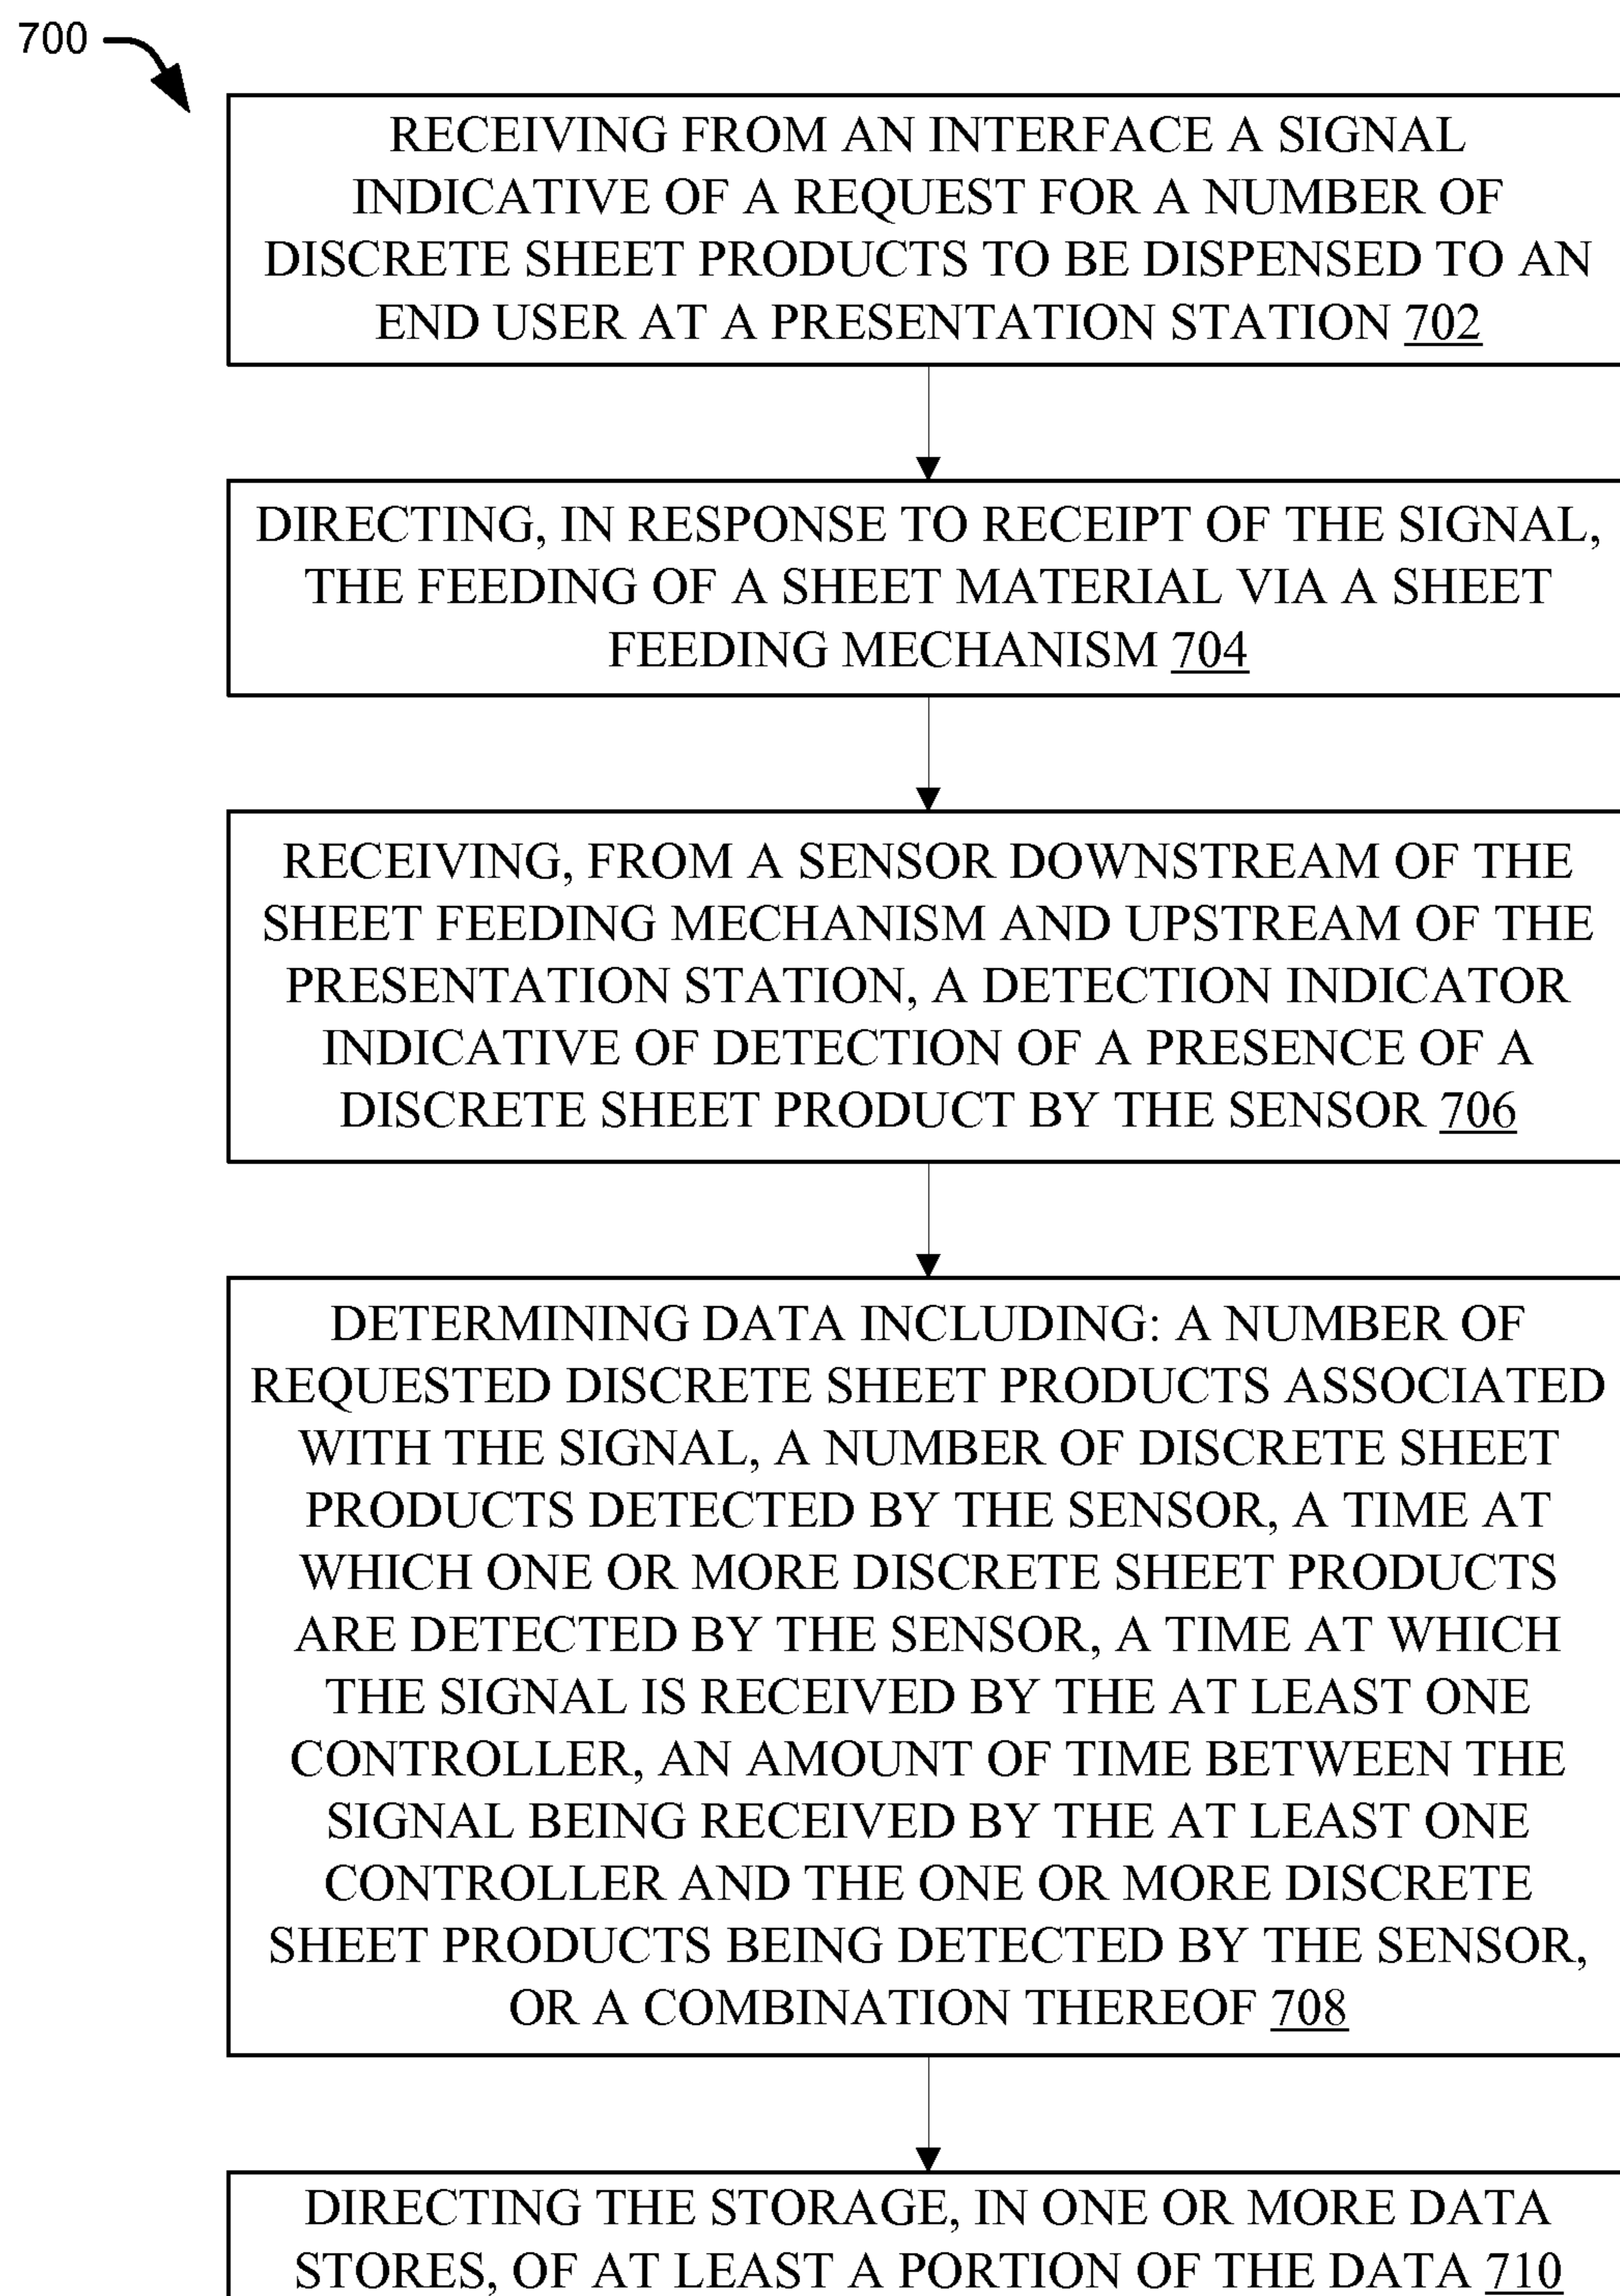 700
RECEIVING FROM AN INTERFACE A SIGNAL
INDICATIVE OF A REQUEST FOR A NUMBER OF
DISCRETE SHEET PRODUCTS TO BE DISPENSED TO AN
END USER AT A PRESENTATION STATION 702
DIRECTING, IN RESPONSE TO RECEIPT OF THE SIGNAL,
THE FEEDING OF A SHEET MATERIAL VIA A SHEET
FEEDING MECHANISM 704
RECEIVING, FROM A SENSOR DOWNSTREAM OF THE
SHEET FEEDING MECHANISM AND UPSTREAM OF THE
PRESENTATION STATION, A DETECTION INDICATOR
INDICATIVE OF DETECTION OF A PRESENCE OF A
DISCRETE SHEET PRODUCT BY THE SENSOR 706
DETERMINING DATA INCLUDING: A NUMBER OF
REQUESTED DISCRETE SHEET PRODUCTS ASSOCIATED
WITH THE SIGNAL, A NUMBER OF DISCRETE SHEET
PRODUCTS DETECTED BY THE SENSOR, A TIME AT
WHICH ONE OR MORE DISCRETE SHEET PRODUCTS
ARE DETECTED BY THE SENSOR, A TIME AT WHICH
THE SIGNAL IS RECEIVED BY THE AT LEAST ONE
CONTROLLER, AN AMOUNT OF TIME BETWEEN THE
SIGNAL BEING RECEIVED BY THE AT LEAST ONE
CONTROLLER AND THE ONE OR MORE DISCRETE
SHEET PRODUCTS BEING DETECTED BY THE SENSOR,
OR A COMBINATION THEREOF 708
DIRECTING THE STORAGE, IN ONE OR MORE DATA
STORES, OF AT LEAST A PORTION OF THE DATA 710